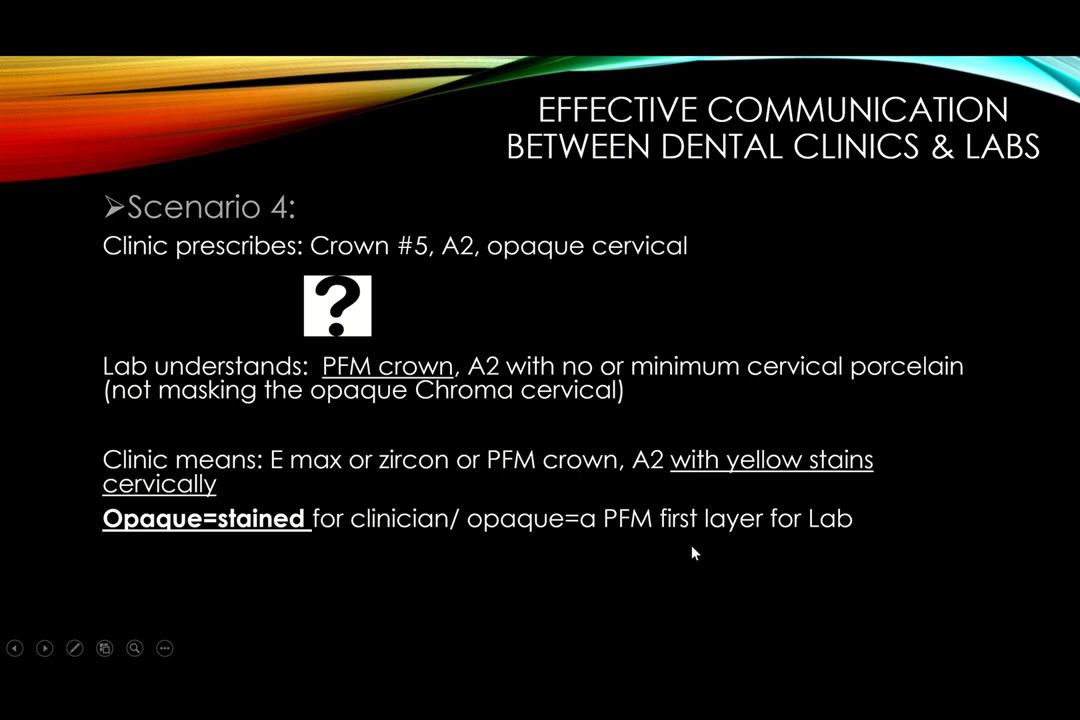 EFFECTIVE COMMUNICATION
BETWEEN DENTAL CLINICS & LABS
➢Scenario 4:
Clinic prescribes: Crown #5, A2, opaque cervical
?
Lab understands:  PFM crown, A2 with no or minimum cervical porcelain
(not masking the opaque Chroma cervical)
Clinic means: E max or zircon or PFM crown, A2 with yellow stains
cervically
Opaque=stained for clinician/ opaque=a PFM first layer for Lab